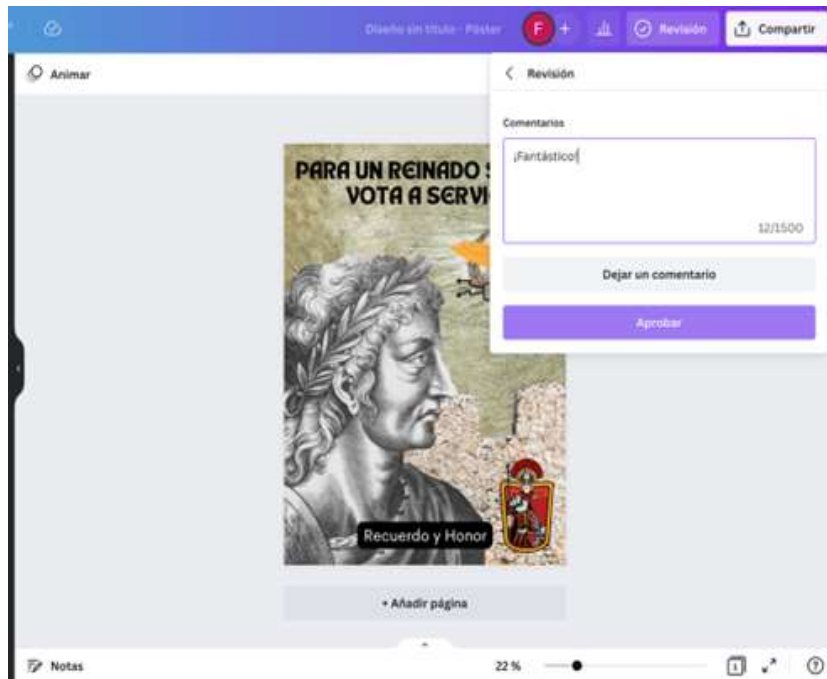 Diseño sin título - Póster
F
+
Revisión
Compartir
Animar
Revisión
Comentarios
¡Fantástico!
12/1500
Dejar un comentario
Aprobar
PARA UN REINADO
VOTA A SERVI
Recuerdo y Honor
+ Añadir página
Notas
22 %
1
?